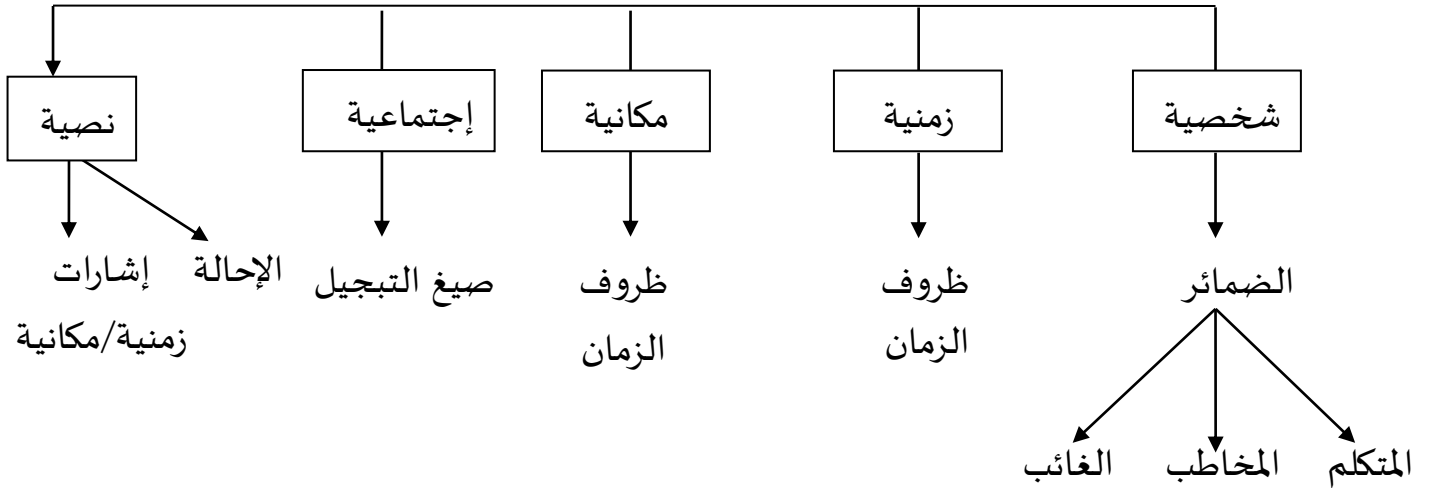 شخصية
زمنية
مكانية
إجتماعية
نصية
الضمائر
ظروف
الزمان
ظروف
الزمان
صيغ التبجيل
الإحالة
إشارات
زمنية/مكانية
المتكلم
المخاطب
الغائب